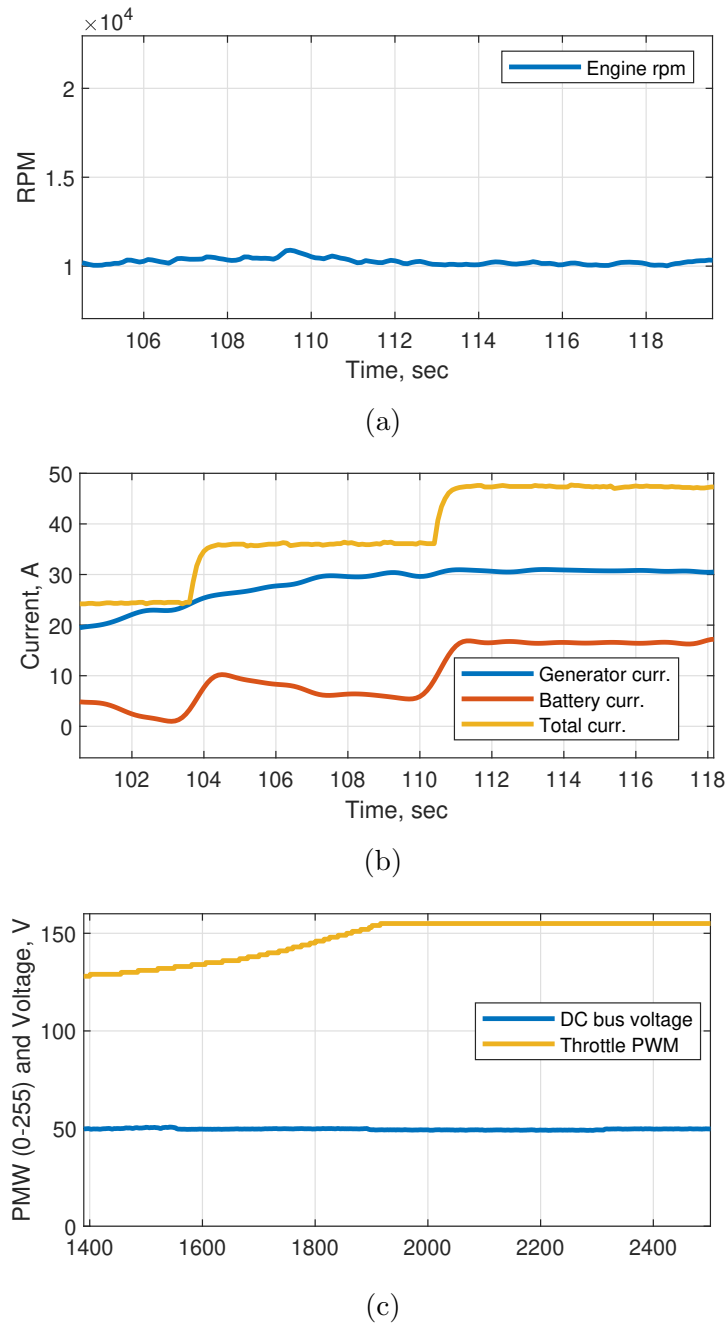 ×10⁴
2
1.5
1
RPM
Engine rpm
106 108 110 112 114 116 118
Time, sec
(a)
50
40
30
20
10
0
Current, A
Generator curr.
Battery curr.
Total curr.
102 104 106 108 110 112 114 116 118
Time, sec
(b)
150
100
50
0
PMW (0-255) and Voltage, V
DC bus voltage
Throttle PWM
1400 1600 1800 2000 2200 2400
(c)